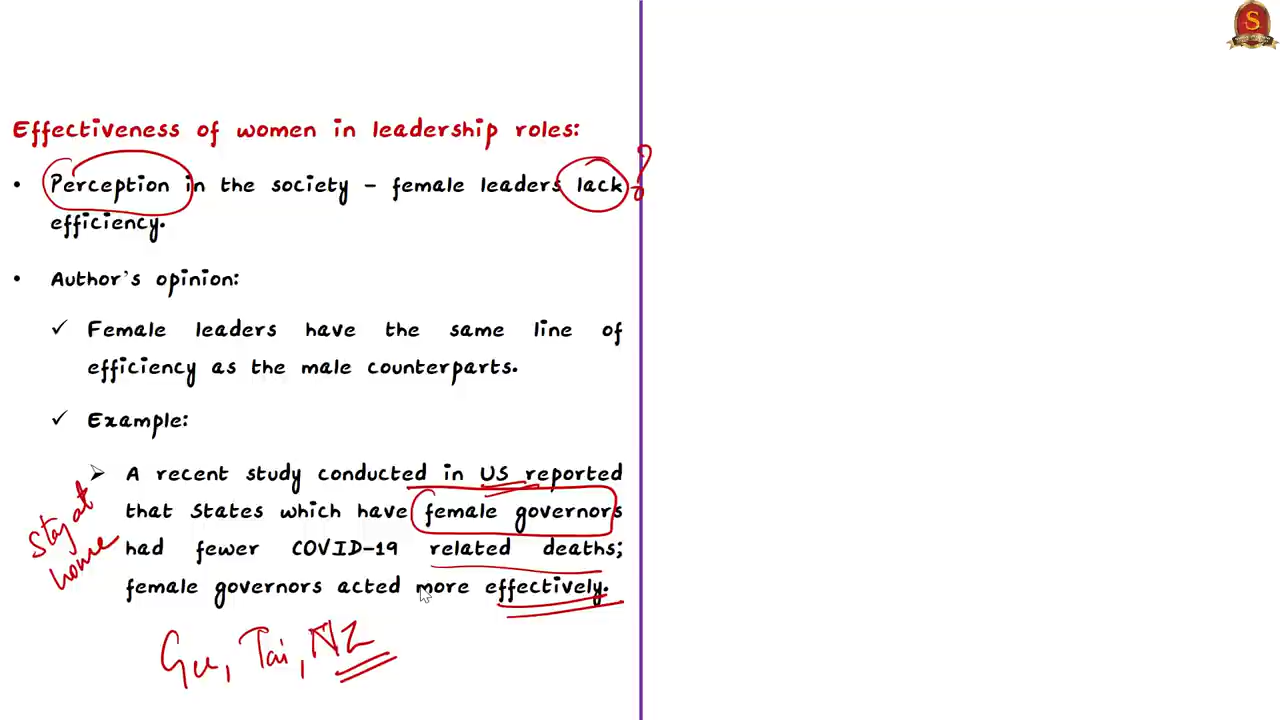 S
Effectiveness of women in leadership roles:
• Perception in the society – female leaders lack ?
efficiency.
• Author's opinion:
✓ Female leaders have the same line of
efficiency as the male counterparts.
✓ Example:
➢ A recent study conducted in US reported
that States which have female governors
had fewer COVID-19 related deaths;
female governors acted more effectively.
Stay at
home
Tai, NZ